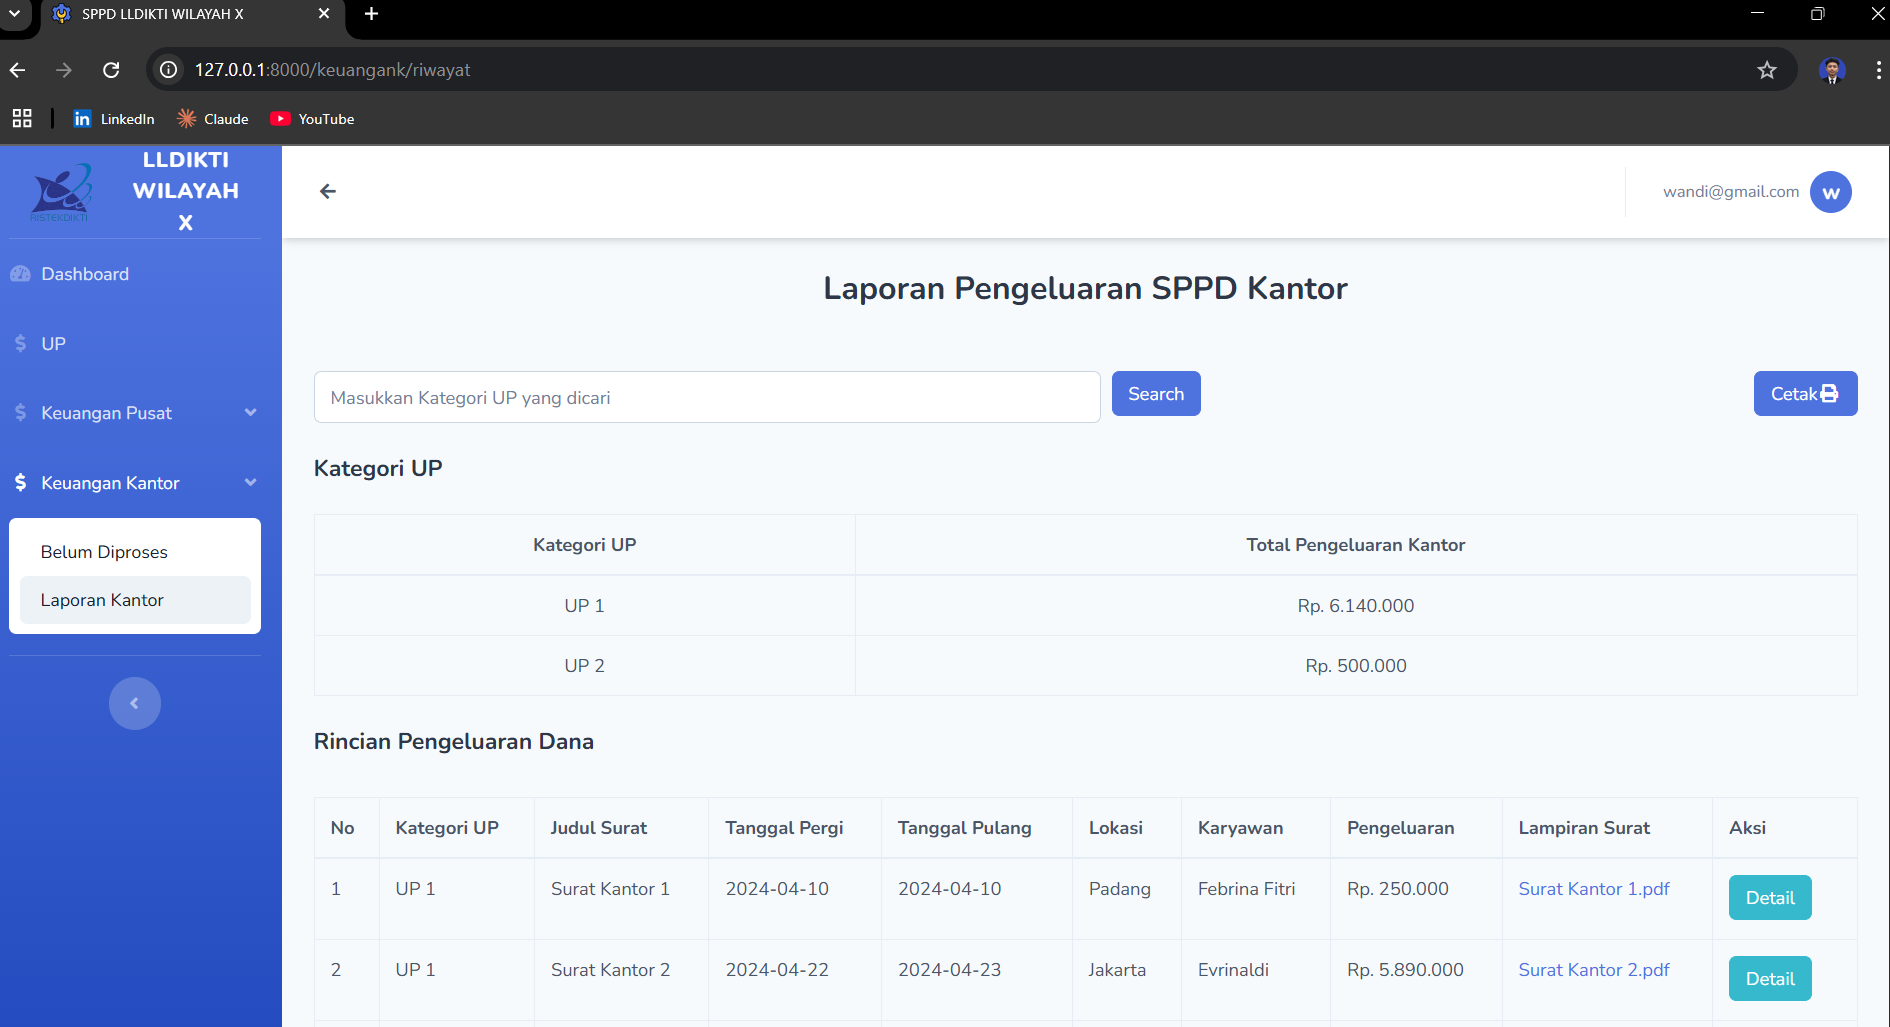 SPPD LLDIKTI WILAYAH X
127.0.0.1:8000/keuangank/riwayat
LinkedIn
Claude
YouTube
RISTEKDIKTI
LLDIKTI
WILAYAH
X
Dashboard
UP
Keuangan Pusat
Keuangan Kantor
Belum Diproses
Laporan Kantor
wandi@gmail.com w
Laporan Pengeluaran SPPD Kantor
Masukkan Kategori UP yang dicari Search Cetak
Kategori UP
Kategori UP Total Pengeluaran Kantor
UP 1 Rp. 6.140.000
UP 2 Rp. 500.000
Rincian Pengeluaran Dana
No Kategori UP Judul Surat Tanggal Pergi Tanggal Pulang Lokasi Karyawan Pengeluaran Lampiran Surat Aksi
1 UP 1 Surat Kantor 1 2024-04-10 2024-04-10 Padang Febrina Fitri Rp. 250.000 Surat Kantor 1.pdf Detail
2 UP 1 Surat Kantor 2 2024-04-22 2024-04-23 Jakarta Evrinaldi Rp. 5.890.000 Surat Kantor 2.pdf Detail